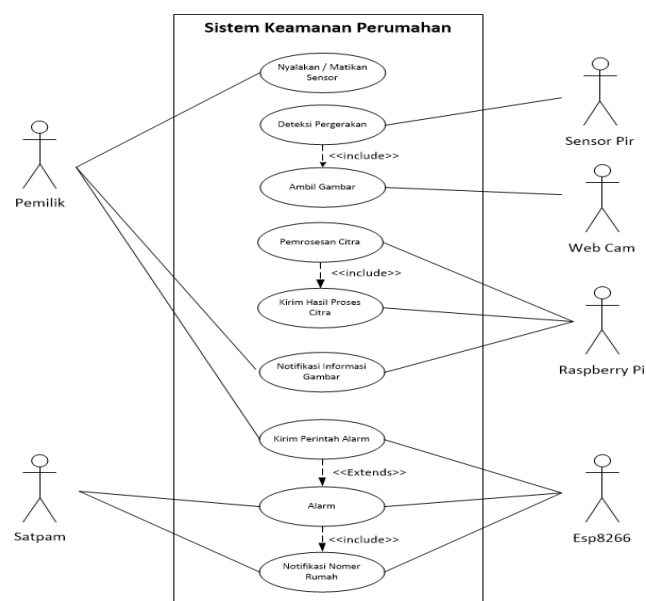 Sistem Keamanan Perumahan
Nyalakan / Matikan
Sensor
Deteksi Pergerakan
<<include>>
Ambil Gambar
Pemrosesan Citra
<<include>>
Kirim Hasil Proses
Citra
Notifikasi Informasi
Gambar
Kirim Perintah Alarm
<<Extends>>
Alarm
<<include>>
Notifikasi Nomer
Rumah
Pemilik
Satpam
Sensor Pir
Web Cam
Raspberry Pi
Esp8266